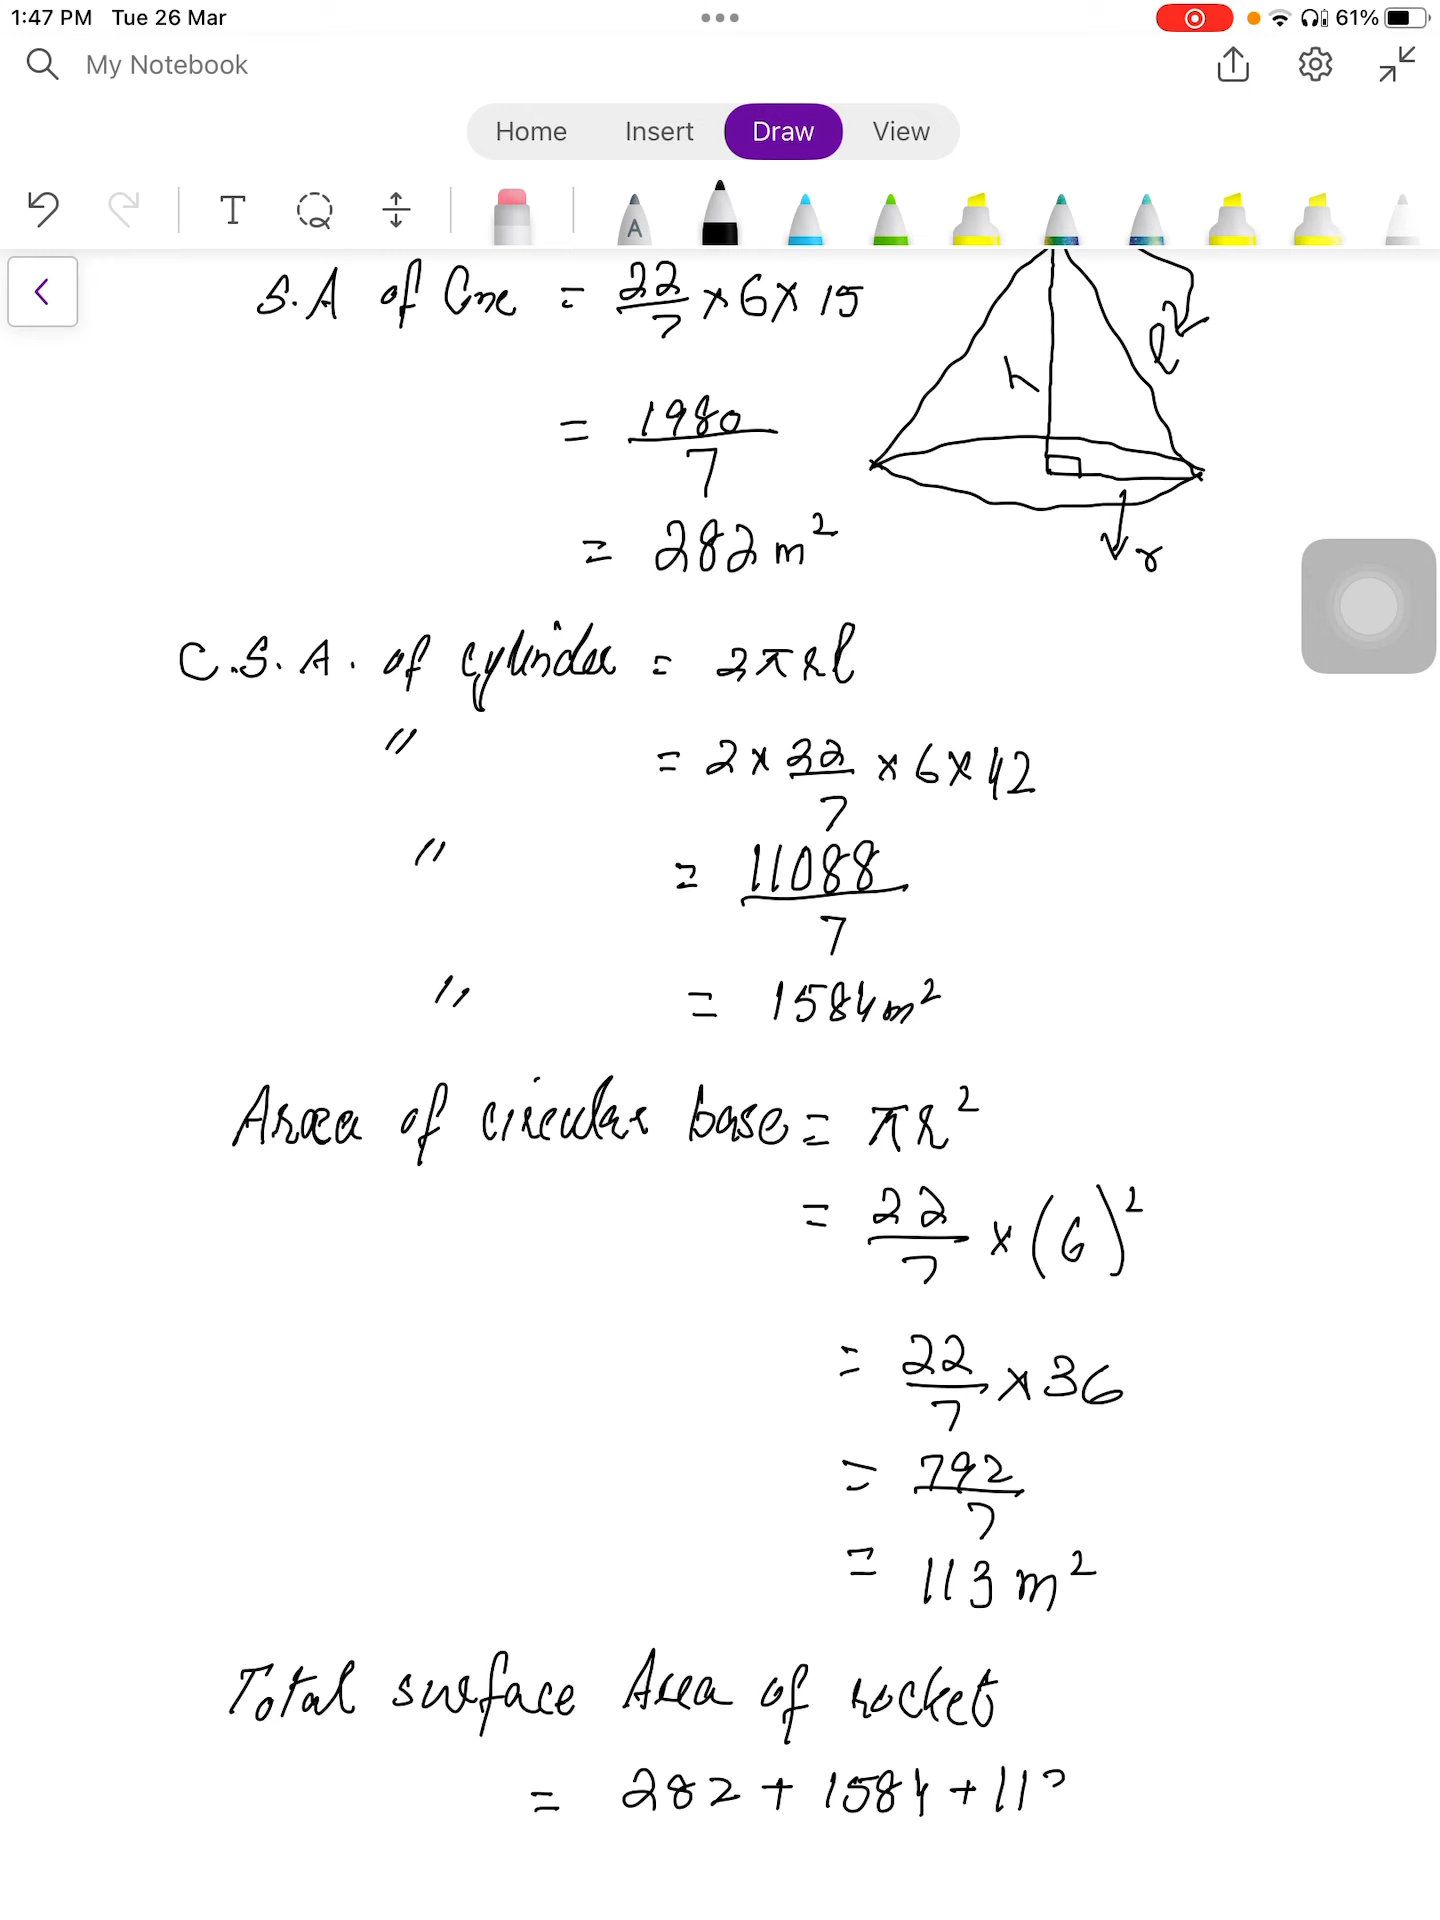 1:47 PM Tue 26 Mar
61%
My Notebook
Home Insert Draw View
T
A
S.A of Cone = 22/7 × 6 × 15
h
l
= 1980/7
r
= 282 m²
C.S.A. of cylinder = 2πrl
" = 2 × 22/7 × 6 × 42
" = 11088/7
" = 1584 m²
Araea of circular base = πr²
= 22/7 × (6)²
= 22/7 × 36
= 792/7
= 113 m²
Total surface Area of rocket
= 282 + 1584 + 11